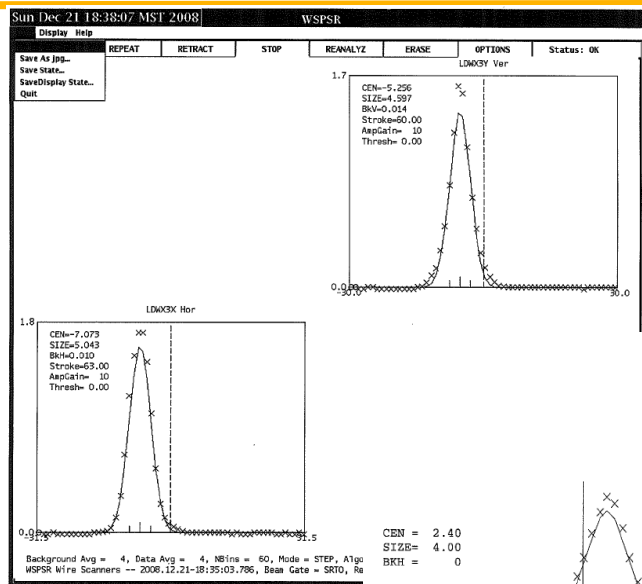 Sun Dec 21 18:38:07 MST 2008 WSPSR
Display Help
REPEAT RETRACT STOP REANALYZ ERASE OPTIONS Status: OK
Save As jpg...
Save State...
SaveDisplay State...
Quit
LDWX3Y Ver
1.7
CEN=-5.256
SIZE=4.597
BkV=0.014
Stroke=60.00
AmpGain= 10
Thresh= 0.00
0.0
-30.0 30.0
LDWX3X Hor
1.8
CEN=-7.073
SIZE=5.043
BkH=0.010
Stroke=63.00
AmpGain= 10
Thresh= 0.00
0.0
-31.5 31.5
CEN = 2.40
SIZE= 4.00
BKH = 0
Background Avg = 4, Data Avg = 4, NBins = 60, Mode = STEP, Algo
WSPSR Wire Scanners -- 2008.12.21-18:35:03.786, Beam Gate = SRTO, Re